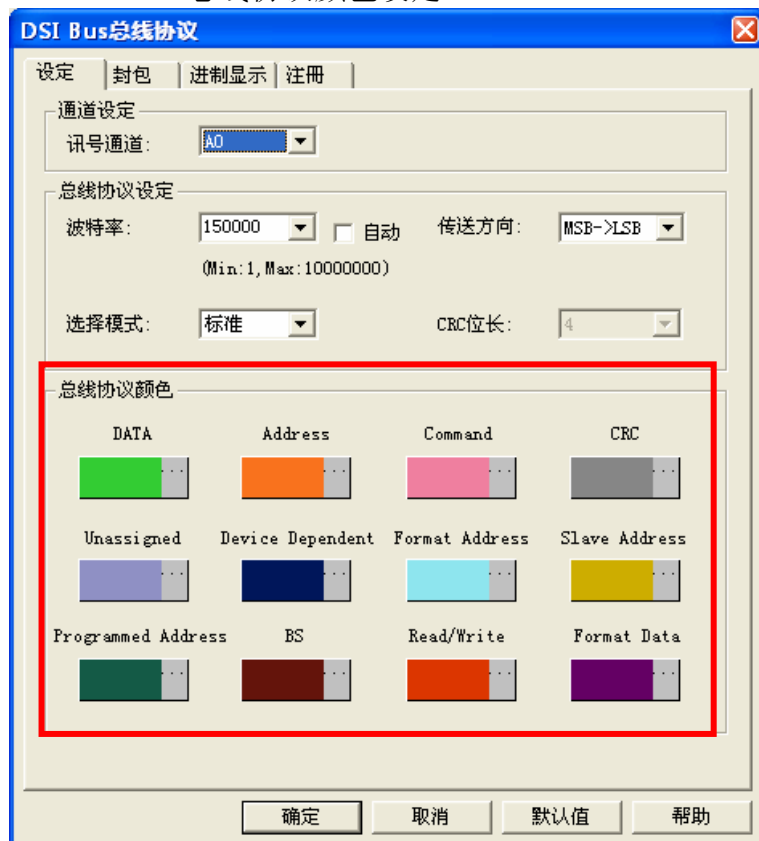 DSI Bus总线协议
设定 封包 进制显示 注册
通道设定
讯号通道: A0
总线协议设定
波特率: 150000 自动 传送方向: MSB->LSB
(Min:1,Max:10000000)
选择模式: 标准 CRC位长: 4
总线协议颜色
DATA Address Command CRC
... ... ... ...
Unassigned Device Dependent Format Address Slave Address
... ... ... ...
Programmed Address BS Read/Write Format Data
... ... ... ...
确定 取消 默认值 帮助